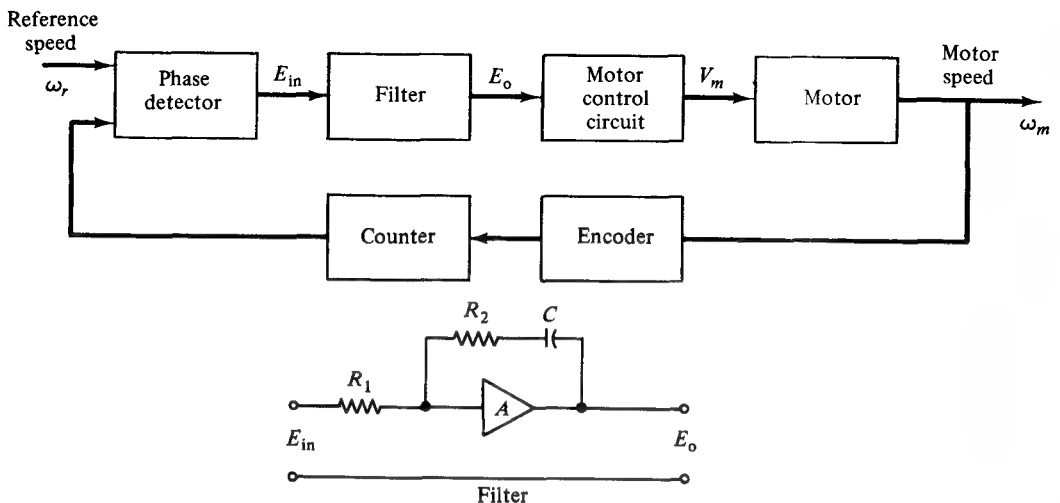 Reference
speed
ω_r
Phase
detector
E_in
Filter
E_o
Motor
control
circuit
V_m
Motor
Motor
speed
ω_m
Counter
Encoder
R_2
C
R_1
A
E_in
E_o
Filter